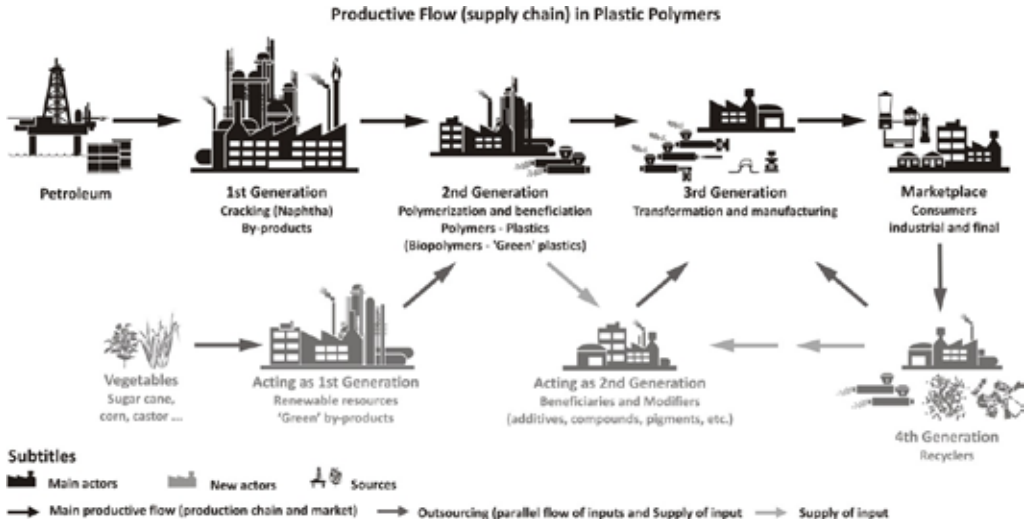 Productive Flow (supply chain) in Plastic Polymers
Petroleum
1st Generation
Cracking (Naphtha)
By-products
2nd Generation
Polymerization and beneficiation
Polymers - Plastics
(Biopolymers - 'Green' plastics)
3rd Generation
Transformation and manufacturing
Marketplace
Consumers
industrial and final
Vegetables
Sugar cane,
corn, castor ...
Acting as 1st Generation
Renewable resources
'Green' by-products
Acting as 2nd Generation
Beneficiaries and Modifiers
(additives, compounds, pigments, etc.)
4th Generation
Recyclers
Subtitles
Main actors New actors Sources
Main productive flow (production chain and market) Outsourcing (parallel flow of inputs and Supply of input Supply of input